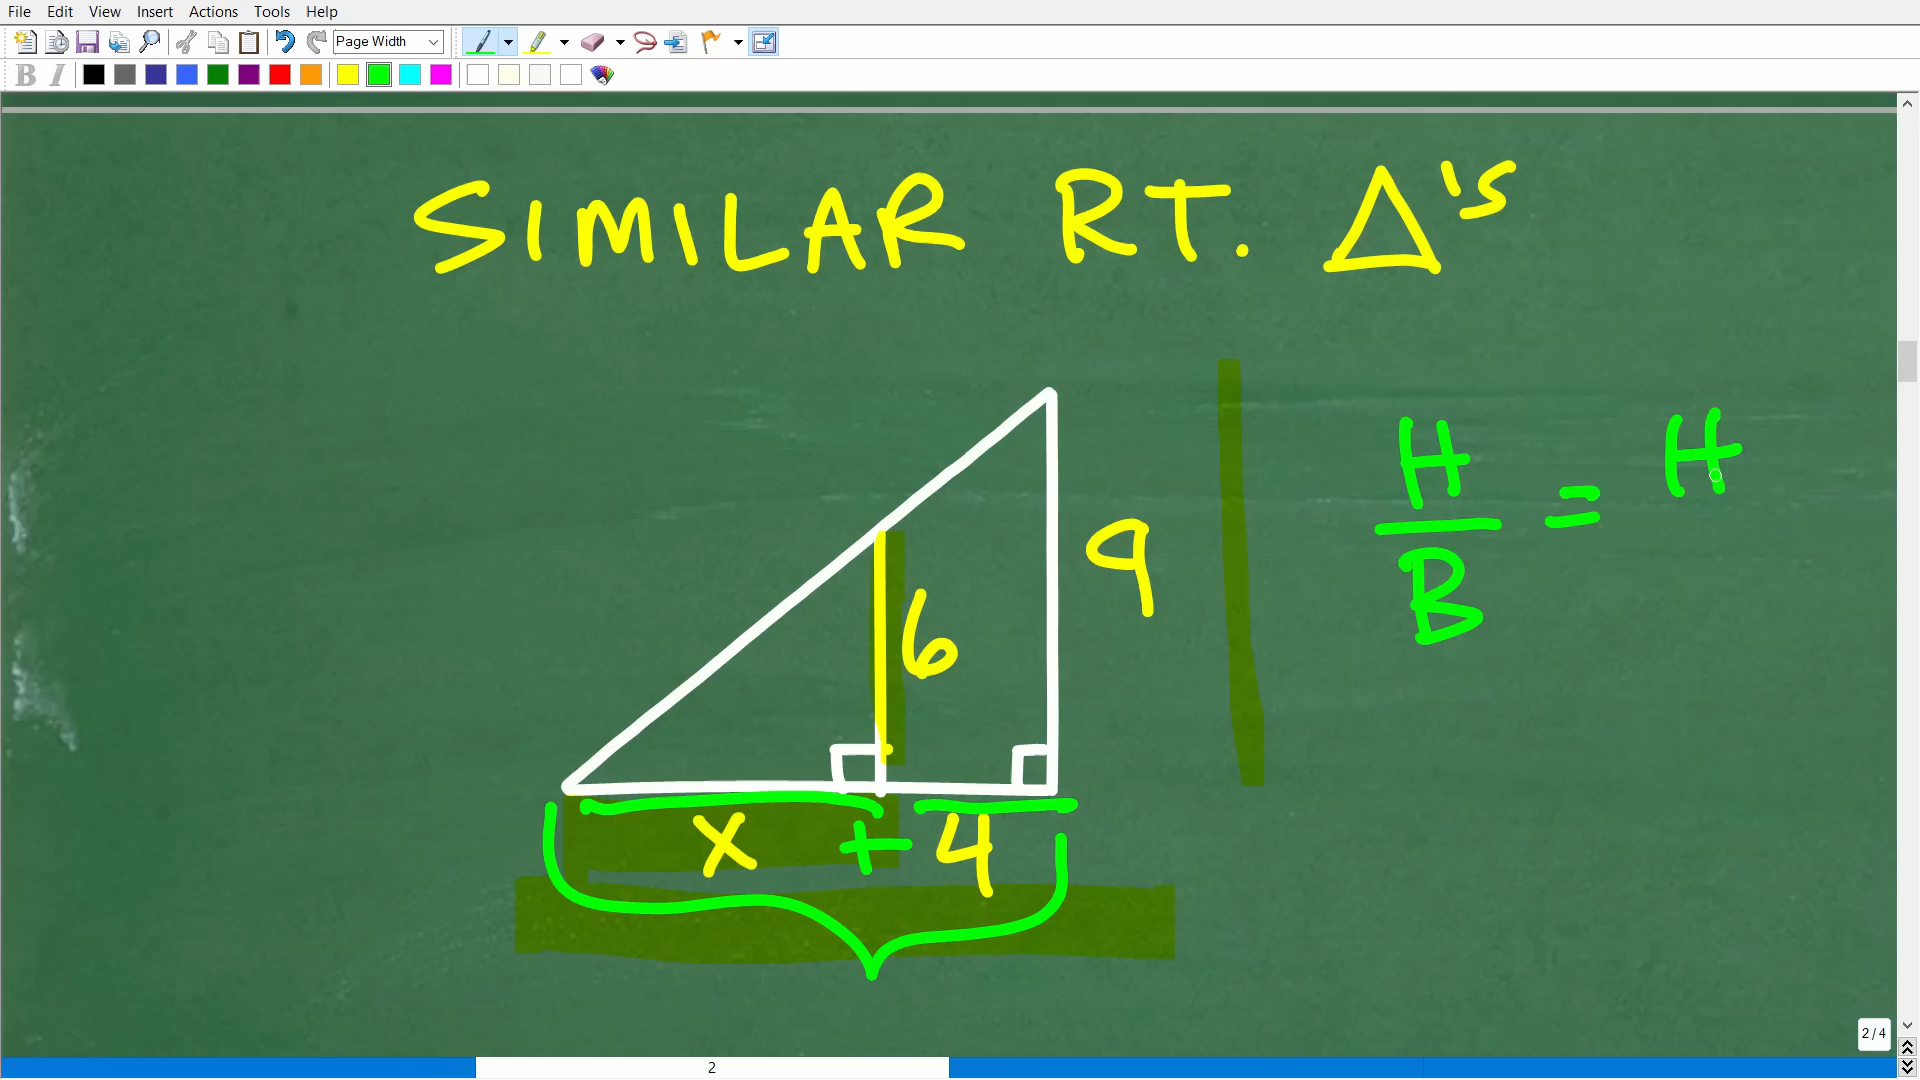 File Edit View Insert Actions Tools Help
Page Width
B I
SIMILAR RT. Δ's
H/B = H
9
6
x + 4
2/4
2